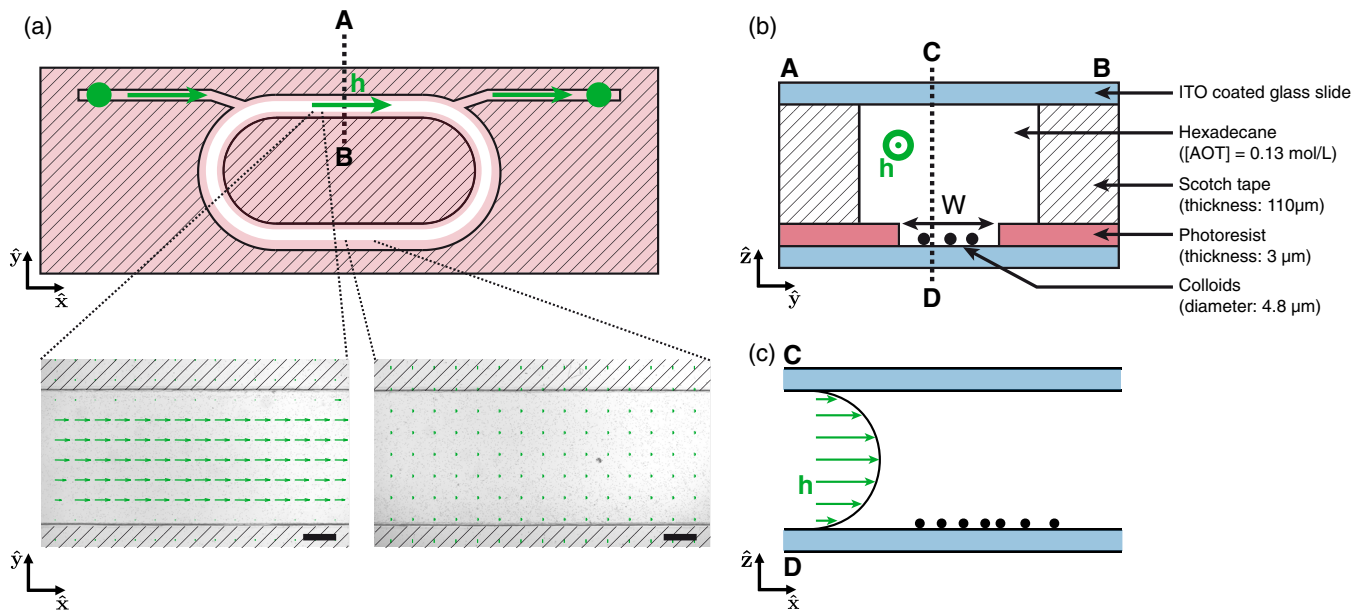 (a)
A
h
B
ŷ
x̂
ŷ
x̂
(b)
A
C
B
h
W
D
ẑ
ŷ
ITO coated glass slide
Hexadecane
([AOT] = 0.13 mol/L)
Scotch tape
(thickness: 110μm)
Photoresist
(thickness: 3 μm)
Colloids
(diameter: 4.8 μm)
(c)
C
h
D
ẑ
x̂